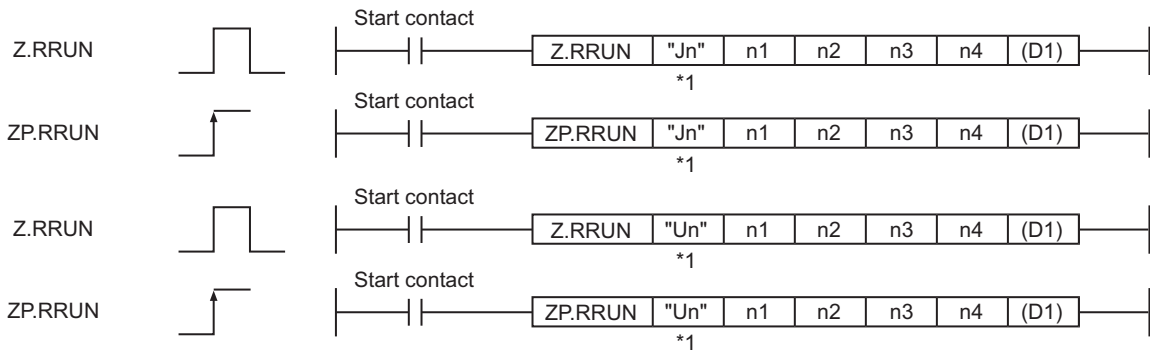 Start contact
Z.RRUN Z.RRUN "Jn" n1 n2 n3 n4 (D1)
*1
Start contact
ZP.RRUN ZP.RRUN "Jn" n1 n2 n3 n4 (D1)
*1
Start contact
Z.RRUN Z.RRUN "Un" n1 n2 n3 n4 (D1)
*1
Start contact
ZP.RRUN ZP.RRUN "Un" n1 n2 n3 n4 (D1)
*1